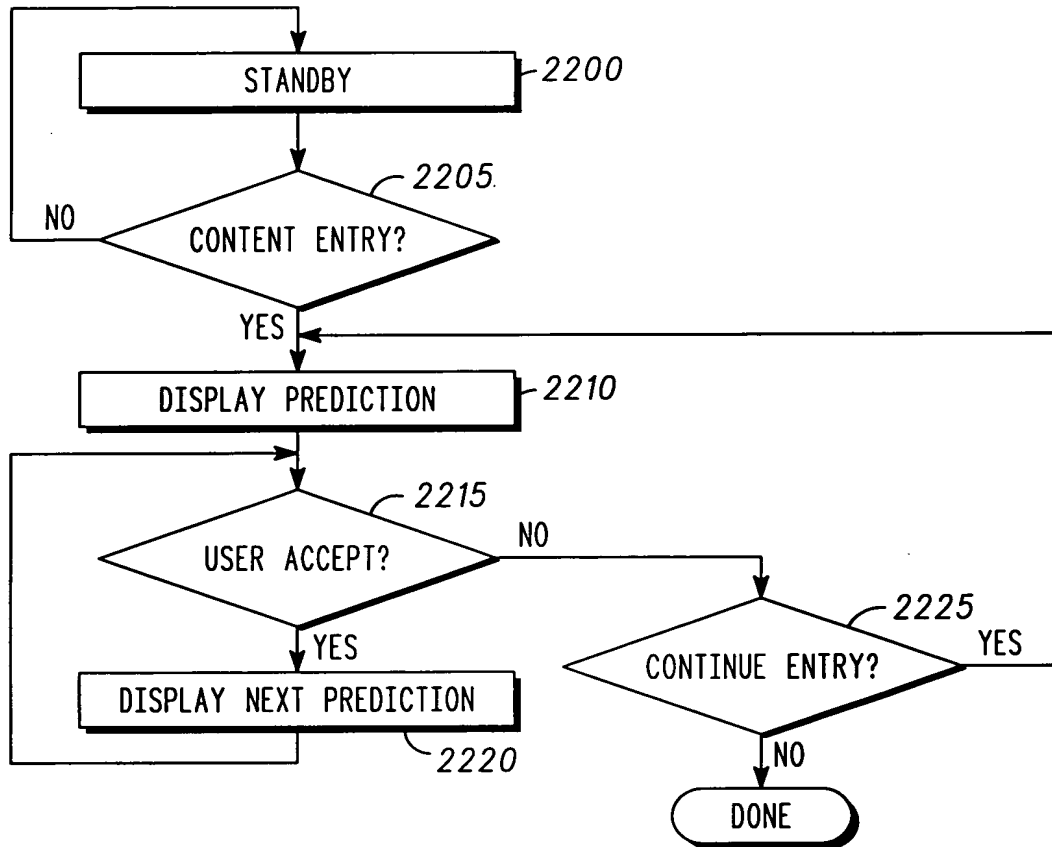 STANDBY
2200
2205
NO
CONTENT ENTRY?
YES
DISPLAY PREDICTION
2210
2215
USER ACCEPT?
NO
YES
2225
CONTINUE ENTRY?
YES
DISPLAY NEXT PREDICTION
2220
NO
DONE